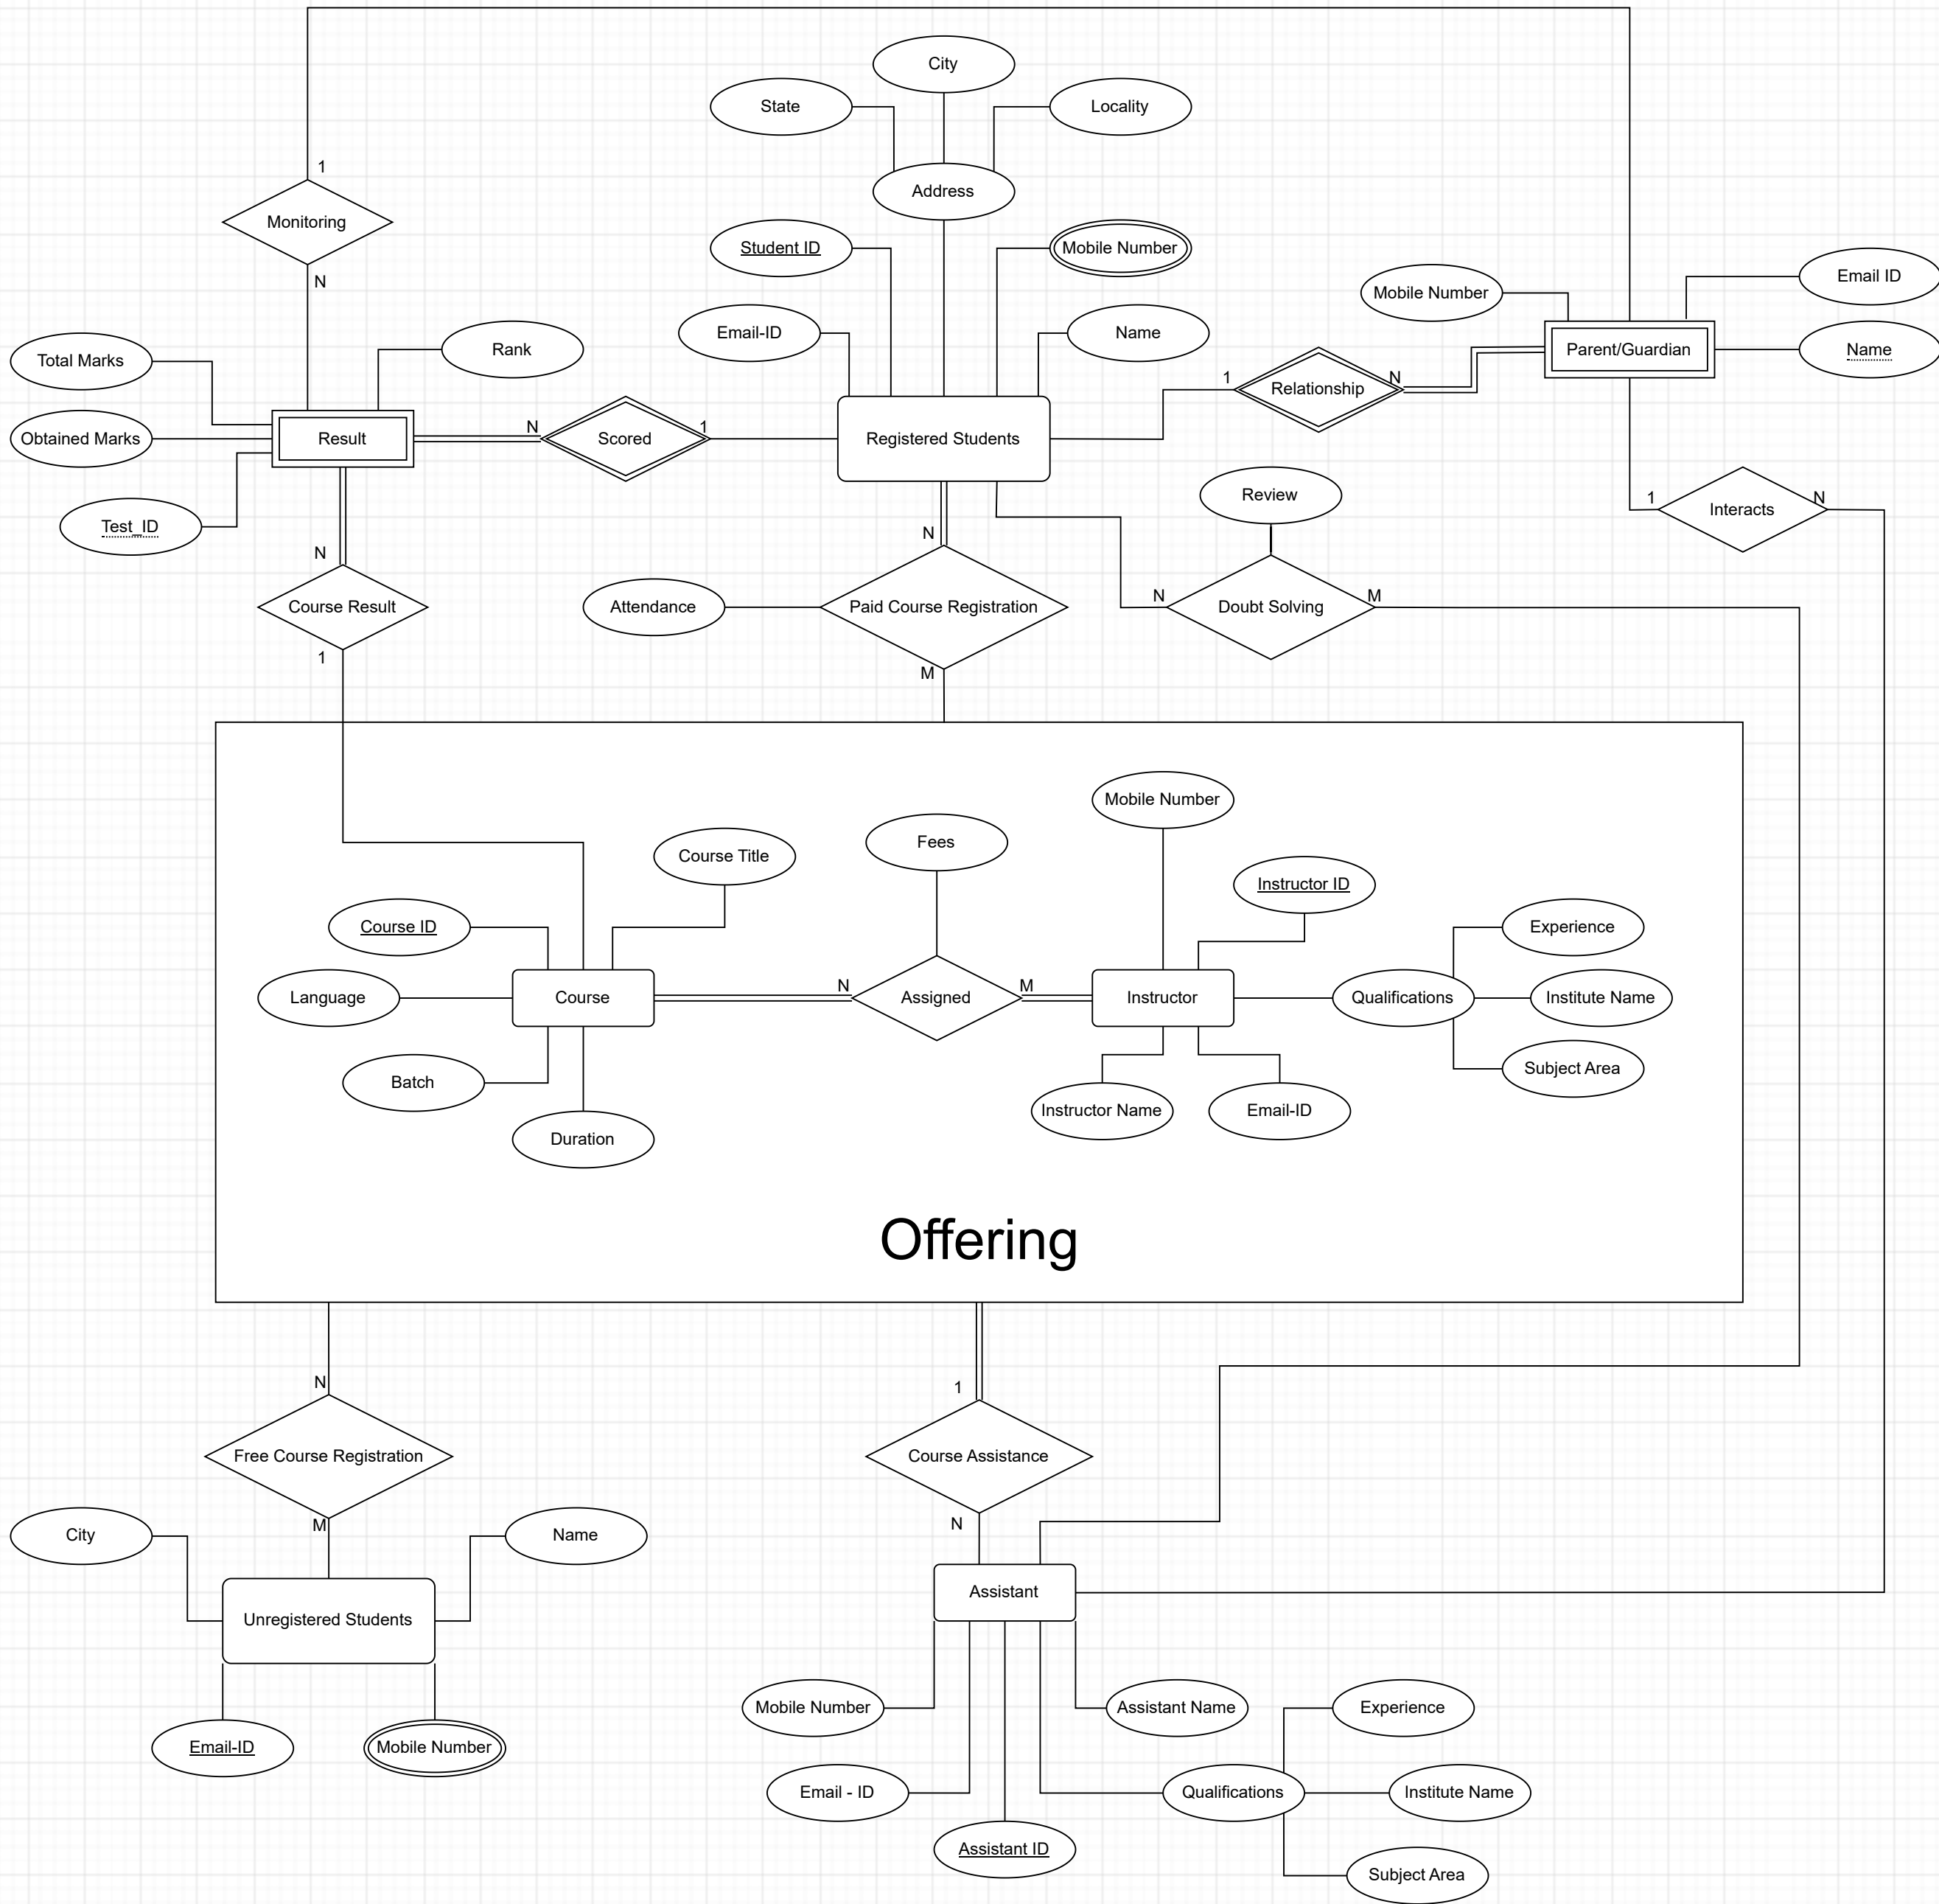 City
State
Locality
1
Monitoring
Address
Student ID
Mobile Number
N
Email ID
Mobile Number
Email-ID
Name
Total Marks
Rank
Parent/Guardian
Name
1
Relationship
N
Obtained Marks
Result
N
Scored
1
Registered Students
Review
1
Interacts
N
Test_ID
N
N
Course Result
Attendance
Paid Course Registration
N
Doubt Solving
M
1
M
Mobile Number
Fees
Course Title
Instructor ID
Course ID
Experience
Language
Course
N
Assigned
M
Instructor
Qualifications
Institute Name
Batch
Subject Area
Instructor Name
Email-ID
Duration
Offering
N
1
Free Course Registration
Course Assistance
M
N
City
Name
Assistant
Unregistered Students
Mobile Number
Assistant Name
Experience
Email-ID
Mobile Number
Email - ID
Qualifications
Institute Name
Assistant ID
Subject Area